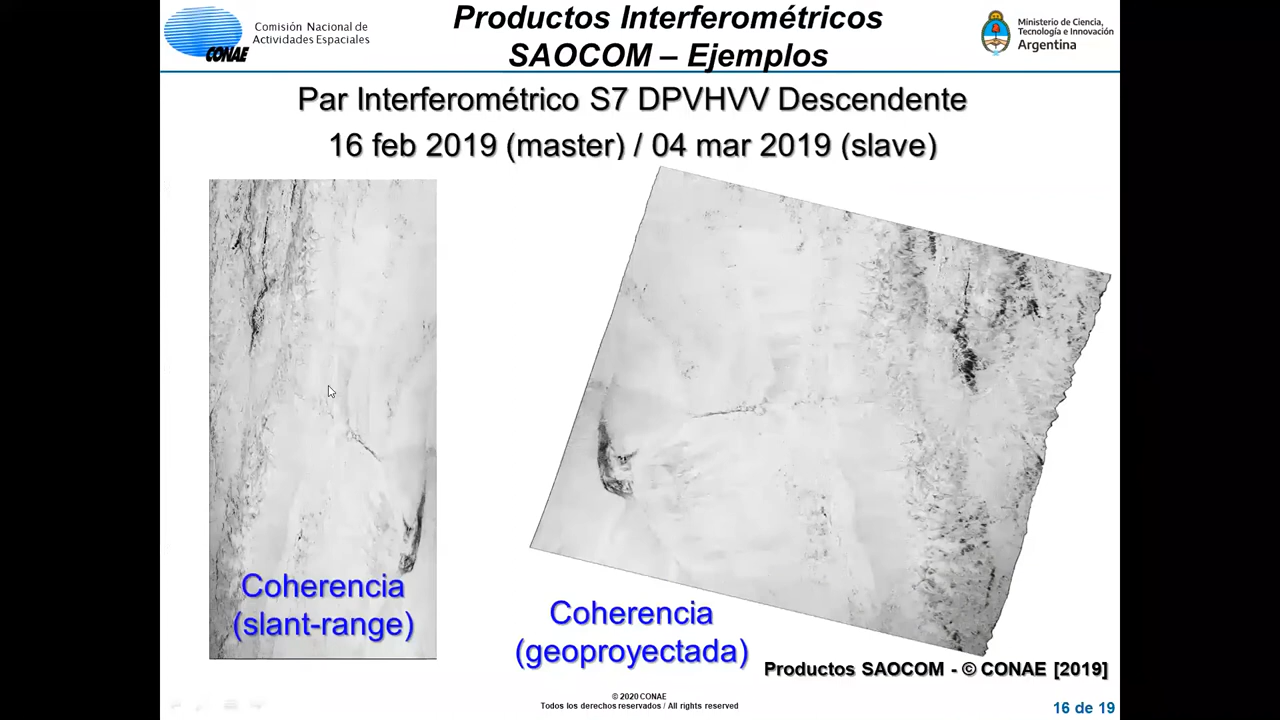 CONAE
Comisión Nacional de
Actividades Espaciales
Productos Interferométricos
SAOCOM – Ejemplos
Ministerio de Ciencia,
Tecnología e Innovación
Argentina
Par Interferométrico S7 DPVHVV Descendente
16 feb 2019 (master) / 04 mar 2019 (slave)
Coherencia
(slant-range)
Coherencia
(geoproyectada)
Productos SAOCOM - © CONAE [2019]
© 2020 CONAE
Todos los derechos reservados / All rights reserved
16 de 19